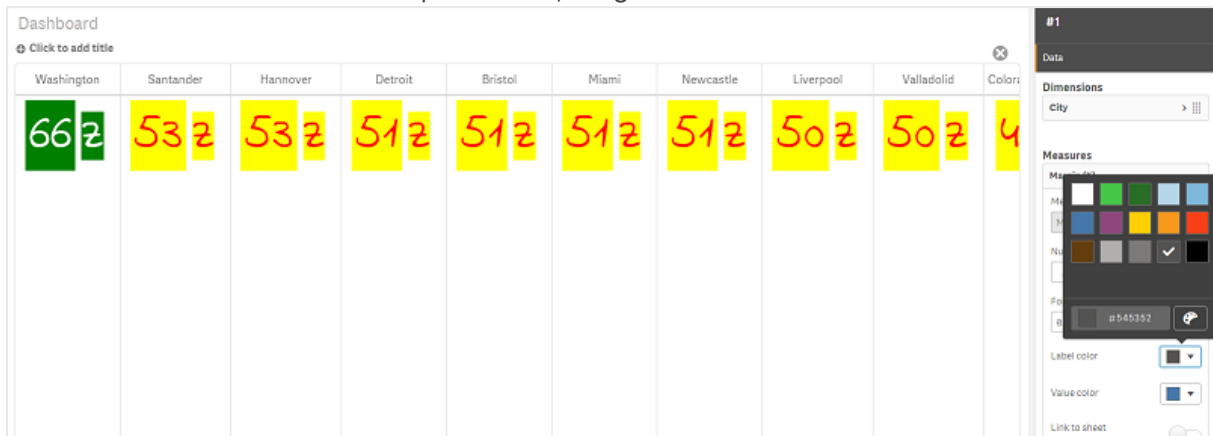 Dashboard
Click to add title
Washington Santander Hannover Detroit Bristol Miami Newcastle Liverpool Valladolid
66 z 53 z 53 z 51 z 51 z 51 z 51 z 50 z 50 z 4
#1
Data
Dimensions
City
Measures
#545352
Label color
Value color
Link to sheet